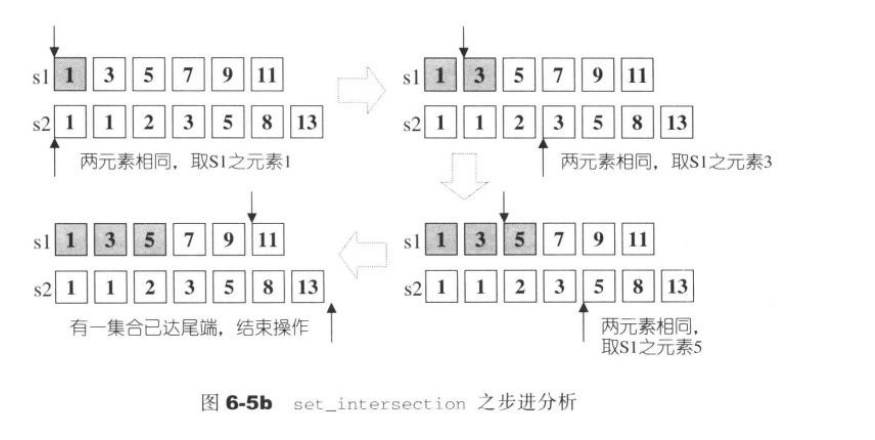 s1 1 3 5 7 9 11
s2 1 1 2 3 5 8 13
两元素相同，取S1之元素1
s1 1 3 5 7 9 11
s2 1 1 2 3 5 8 13
两元素相同，取S1之元素3
s1 1 3 5 7 9 11
s2 1 1 2 3 5 8 13
有一集合已达尾端，结束操作
s1 1 3 5 7 9 11
s2 1 1 2 3 5 8 13
两元素相同，
取S1之元素5
图 6-5b set_intersection 之步进分析